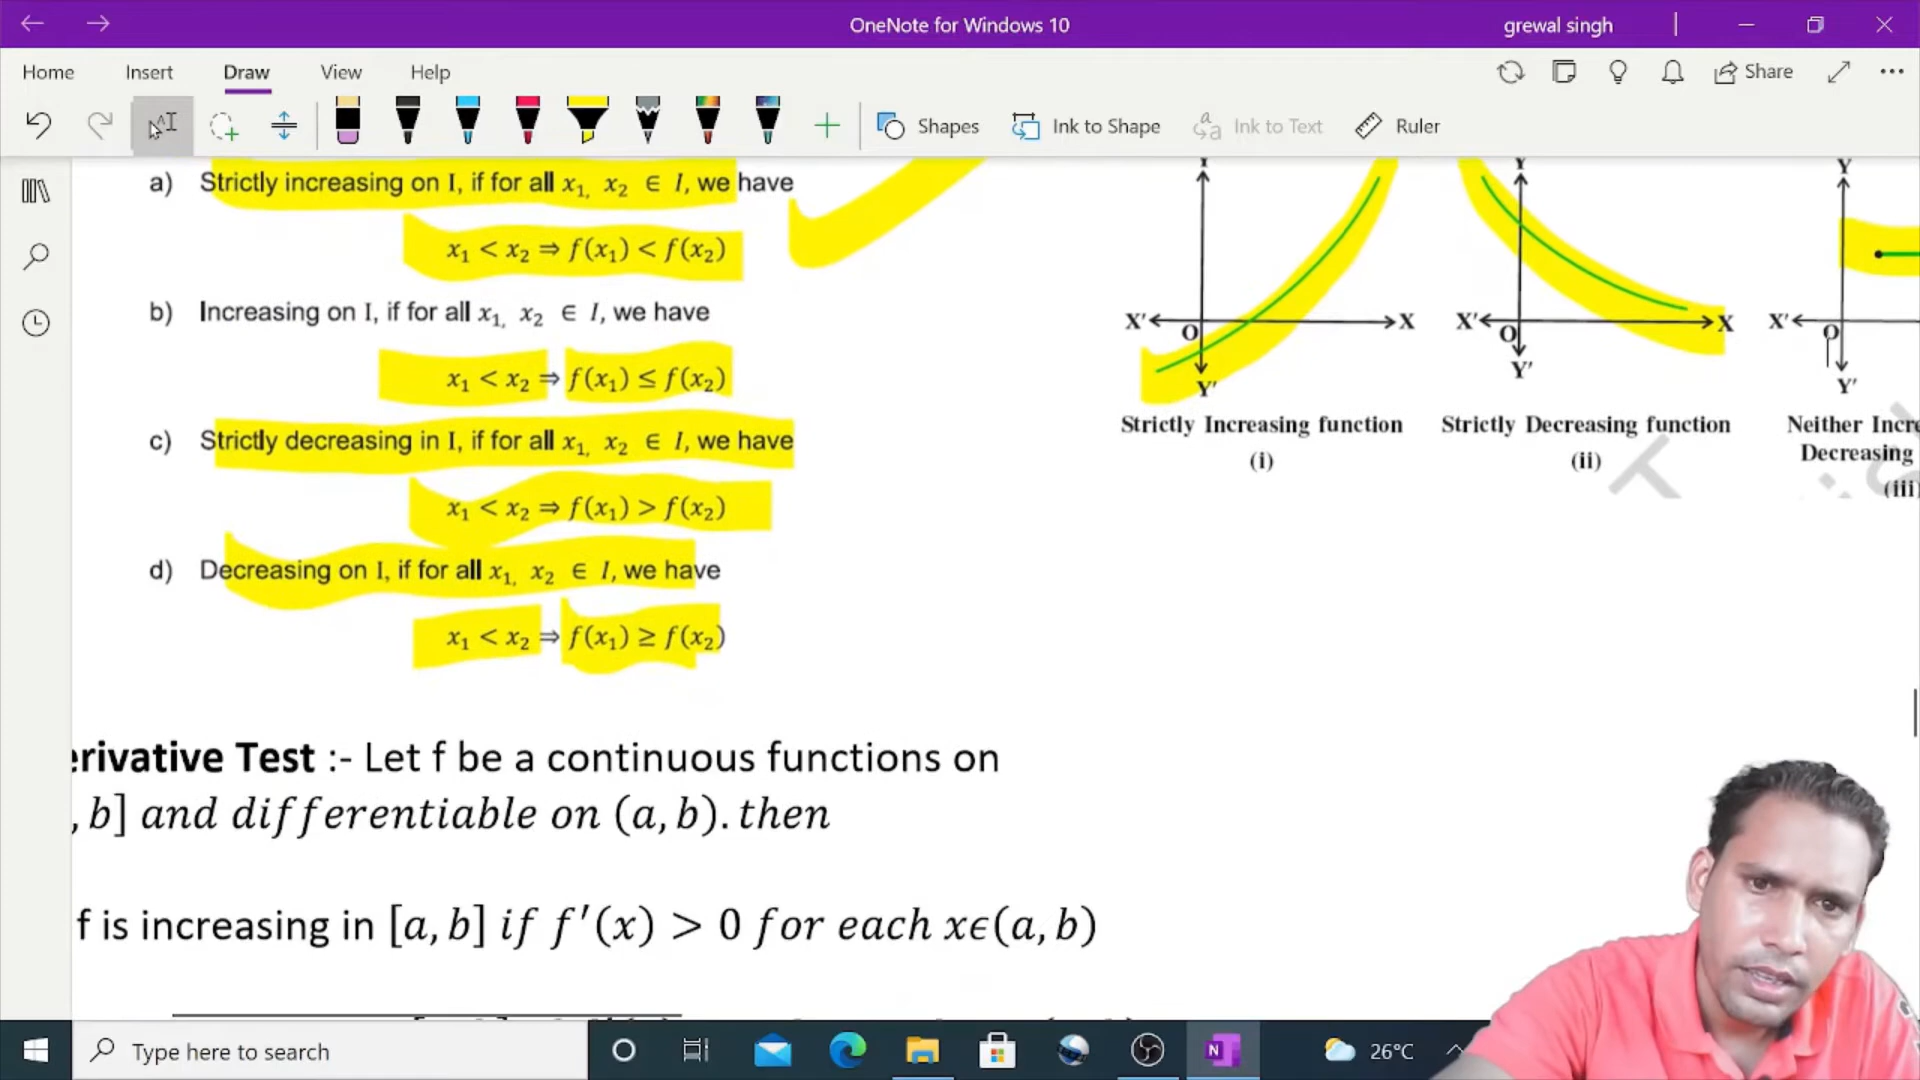 OneNote for Windows 10
grewal singh
Home Insert Draw View Help
Share
Shapes Ink to Shape Ink to Text Ruler
a) Strictly increasing on I, if for all x₁, x₂ ∈ I, we have
x₁ < x₂ ⇒ f(x₁) < f(x₂)
b) Increasing on I, if for all x₁, x₂ ∈ I, we have
x₁ < x₂ ⇒ f(x₁) ≤ f(x₂)
c) Strictly decreasing in I, if for all x₁, x₂ ∈ I, we have
x₁ < x₂ ⇒ f(x₁) > f(x₂)
d) Decreasing on I, if for all x₁, x₂ ∈ I, we have
x₁ < x₂ ⇒ f(x₁) ≥ f(x₂)
Y Y Y
X' O X X' O X X' O
Y' Y' Y'
Strictly Increasing function
(i)
Strictly Decreasing function
(ii)
Neither Incre
Decreasing
(iii)
erivative Test :- Let f be a continuous functions on
, b] and differentiable on (a, b). then
f is increasing in [a, b] if f′(x) > 0 for each xϵ(a, b)
Type here to search
26°C